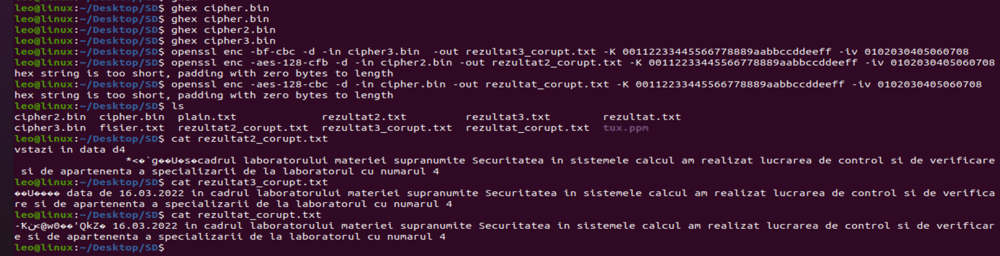 leo@linux:~/Desktop/SD$ ghex
leo@linux:~/Desktop/SD$ ghex cipher.bin
leo@linux:~/Desktop/SD$ ghex cipher.bin
leo@linux:~/Desktop/SD$ ghex cipher2.bin
leo@linux:~/Desktop/SD$ ghex cipher3.bin
leo@linux:~/Desktop/SD$ openssl enc -bf-cbc -d -in cipher3.bin  -out rezultat3_corupt.txt -K 00112233445566778889aabbccddeeff -iv 0102030405060708
leo@linux:~/Desktop/SD$ openssl enc -aes-128-cfb -d -in cipher2.bin -out rezultat2_corupt.txt -K 00112233445566778889aabbccddeeff -iv 0102030405060708
hex string is too short, padding with zero bytes to length
leo@linux:~/Desktop/SD$ openssl enc -aes-128-cbc -d -in cipher.bin -out rezultat_corupt.txt -K 00112233445566778889aabbccddeeff -iv 0102030405060708
hex string is too short, padding with zero bytes to length
leo@linux:~/Desktop/SD$ ls
cipher2.bin  cipher.bin  plain.txt             rezultat2.txt         rezultat3.txt        rezultat.txt
cipher3.bin  fisier.txt  rezultat2_corupt.txt  rezultat3_corupt.txt  rezultat_corupt.txt  tux.ppm
leo@linux:~/Desktop/SD$ cat rezultat2_corupt.txt
vstazi in data d4
*<�`g��U�s�cadrul laboratorului materiei supranumite Securitatea in sistemele calcul am realizat lucrarea de control si de verificare
si de apartenenta a specializarii de la laboratorul cu numarul 4
leo@linux:~/Desktop/SD$ cat rezultat3_corupt.txt
��U���� data de 16.03.2022 in cadrul laboratorului materiei supranumite Securitatea in sistemele calcul am realizat lucrarea de control si de verifica
re si de apartenenta a specializarii de la laboratorul cu numarul 4
leo@linux:~/Desktop/SD$ cat rezultat_corupt.txt
<@w0��'QkZ� 16.03.2022 in cadrul laboratorului materiei supranumite Securitatea in sistemele calcul am realizat lucrarea de control si de verificar
e si de apartenenta a specializarii de la laboratorul cu numarul 4
leo@linux:~/Desktop/SD$